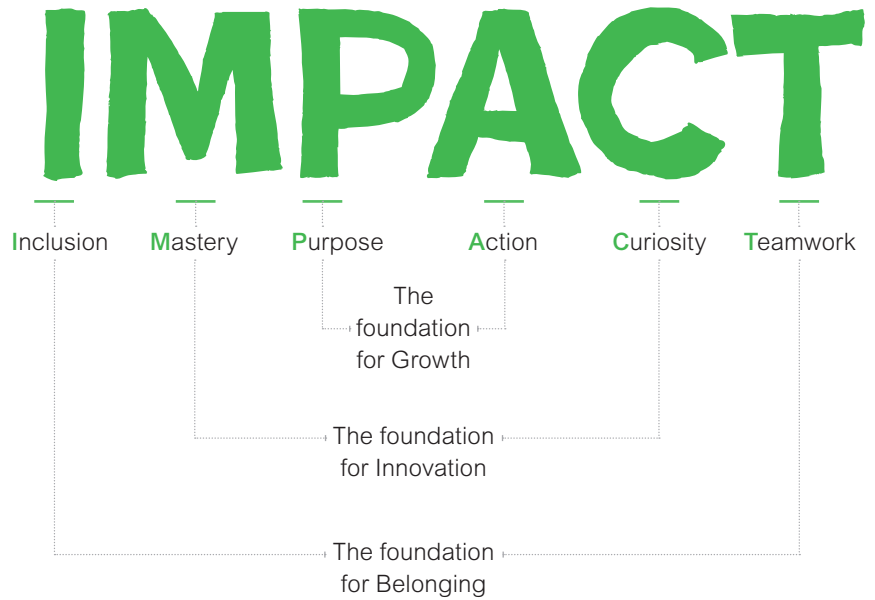 IMPACT
Inclusion Mastery Purpose Action Curiosity Teamwork
The
foundation
for Growth
The foundation
for Innovation
The foundation
for Belonging